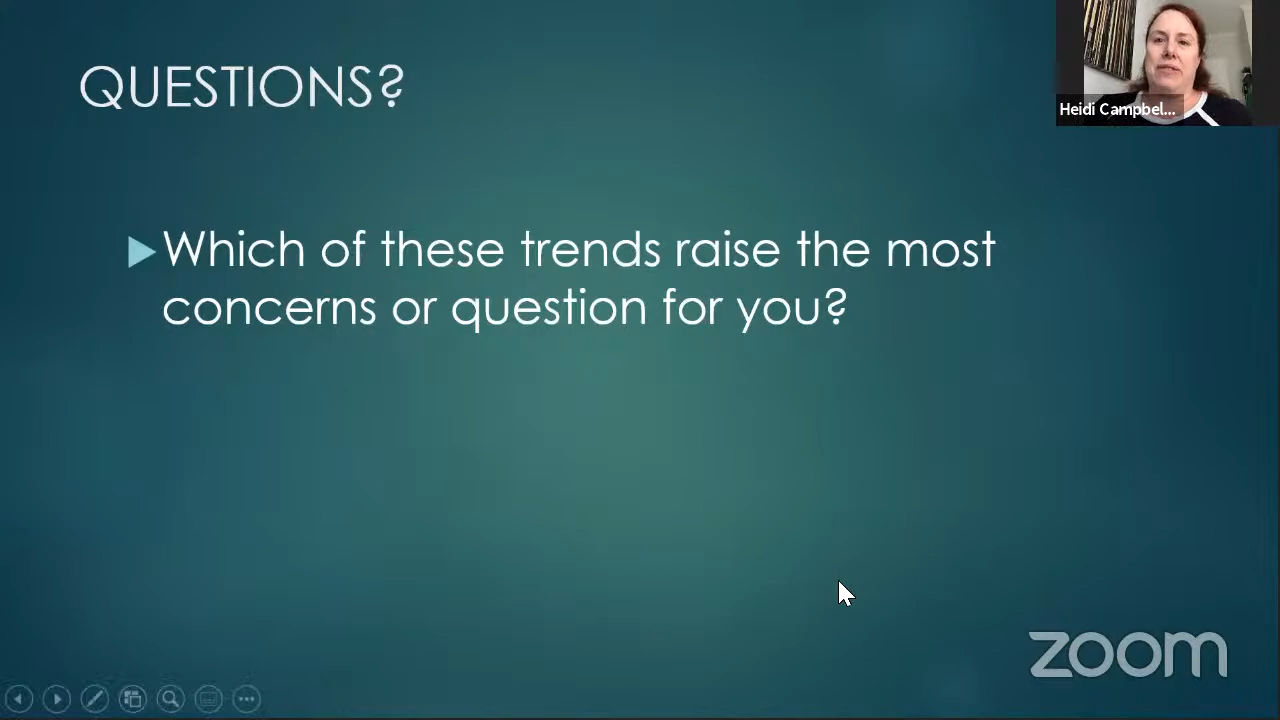 QUESTIONS?
Heidi Campbel...
Which of these trends raise the most
concerns or question for you?
zoom